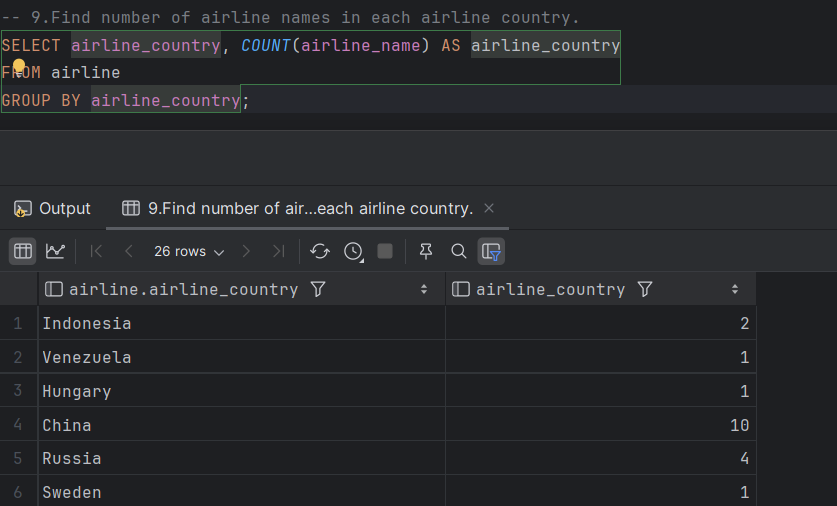 -- 9.Find number of airline names in each airline country.
SELECT airline_country, COUNT(airline_name) AS airline_country
FROM airline
GROUP BY airline_country;
Output 9.Find number of air...each airline country.
26 rows
airline.airline_country airline_country
1 Indonesia 2
2 Venezuela 1
3 Hungary 1
4 China 10
5 Russia 4
6 Sweden 1